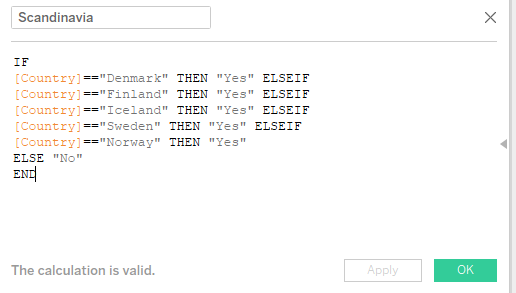 Scandinavia
IF
[Country]=="Denmark" THEN "Yes" ELSEIF
[Country]=="Finland" THEN "Yes" ELSEIF
[Country]=="Iceland" THEN "Yes" ELSEIF
[Country]=="Sweden" THEN "Yes" ELSEIF
[Country]=="Norway" THEN "Yes"
ELSE "No"
END
The calculation is valid.
Apply
OK